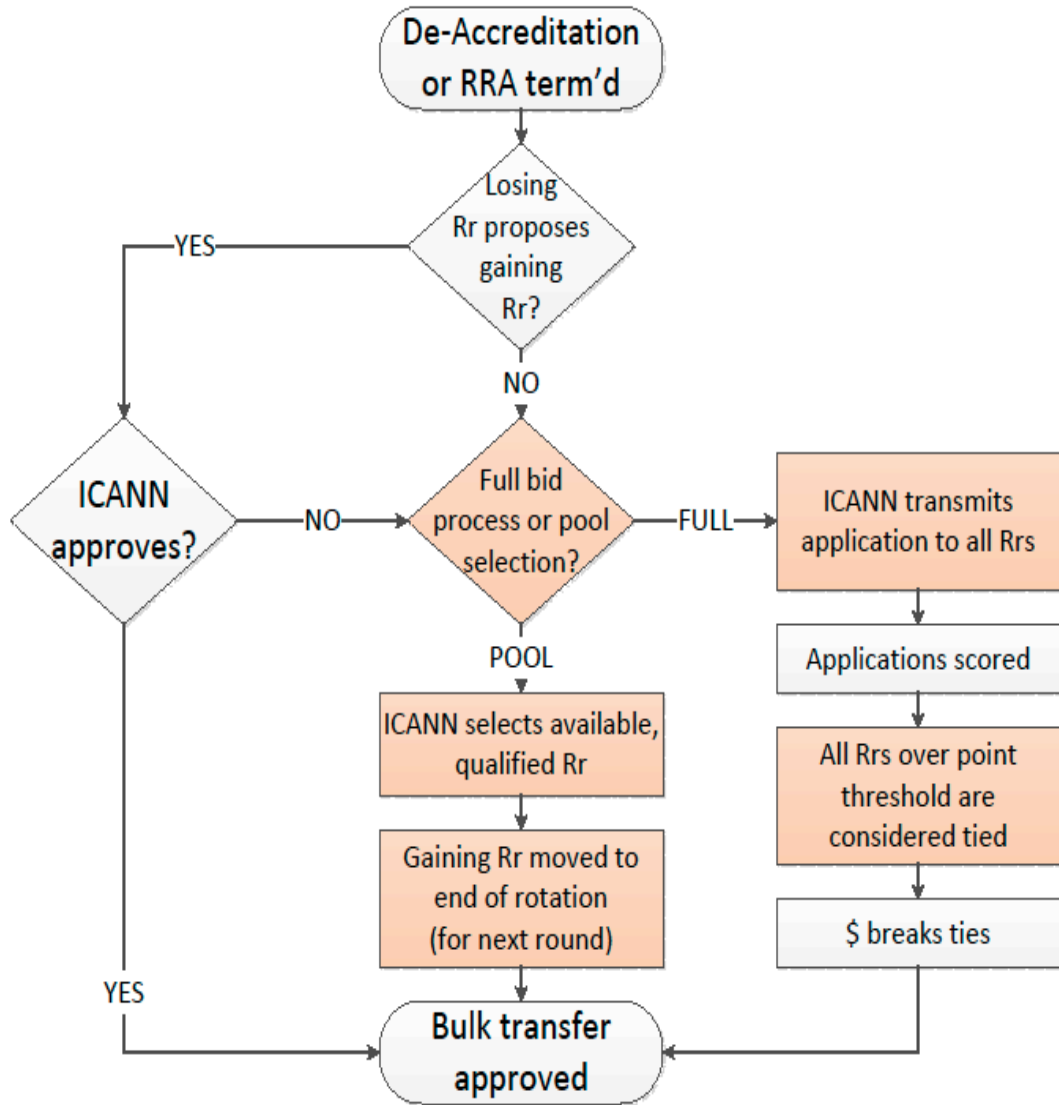 De-Accreditation
or RRA term’d
Losing
Rr proposes
gaining
Rr?
YES
NO
ICANN
approves?
NO
Full bid
process or pool
selection?
FULL
ICANN transmits
application to all Rrs
POOL
Applications scored
ICANN selects available,
qualified Rr
All Rrs over point
threshold are
considered tied
Gaining Rr moved to
end of rotation
(for next round)
$ breaks ties
YES
Bulk transfer
approved